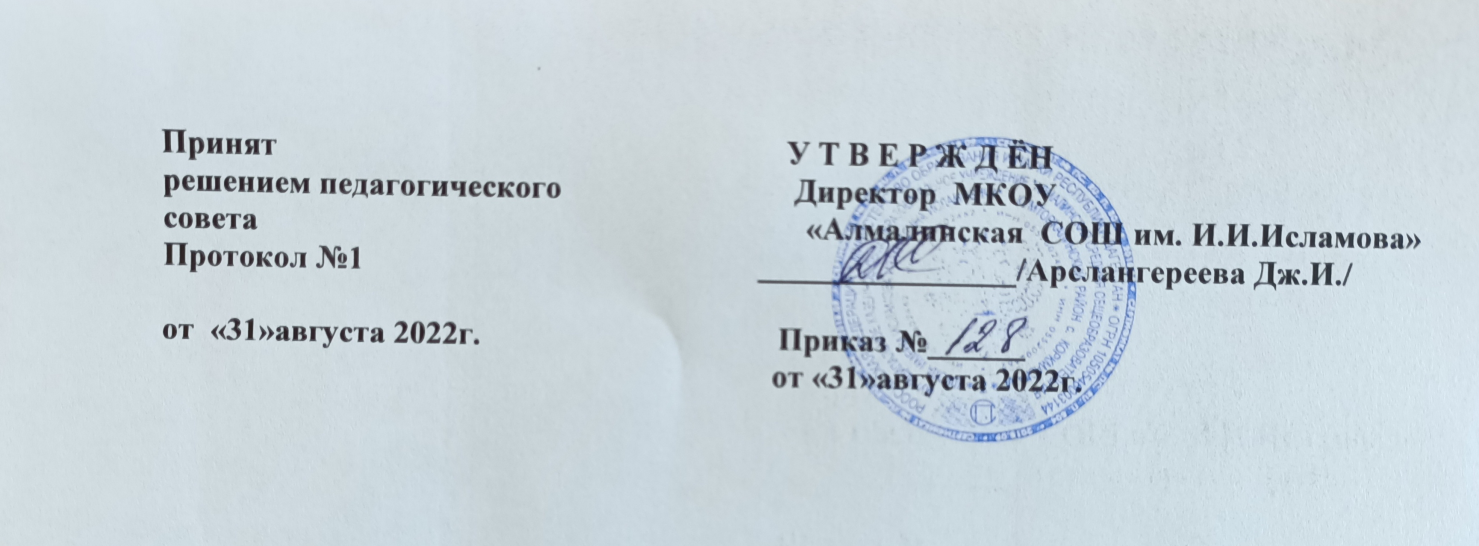 Принят
решением педагогического
совета
Протокол №1
от «31»августа 2022г.
У Т В Е Р Ж Д ЁН
Директор МКОУ
«Алмалинская СОШ им. И.И.Исламова»
/Арслангереева Дж.И./
Приказ № 128
от «31»августа 2022г.